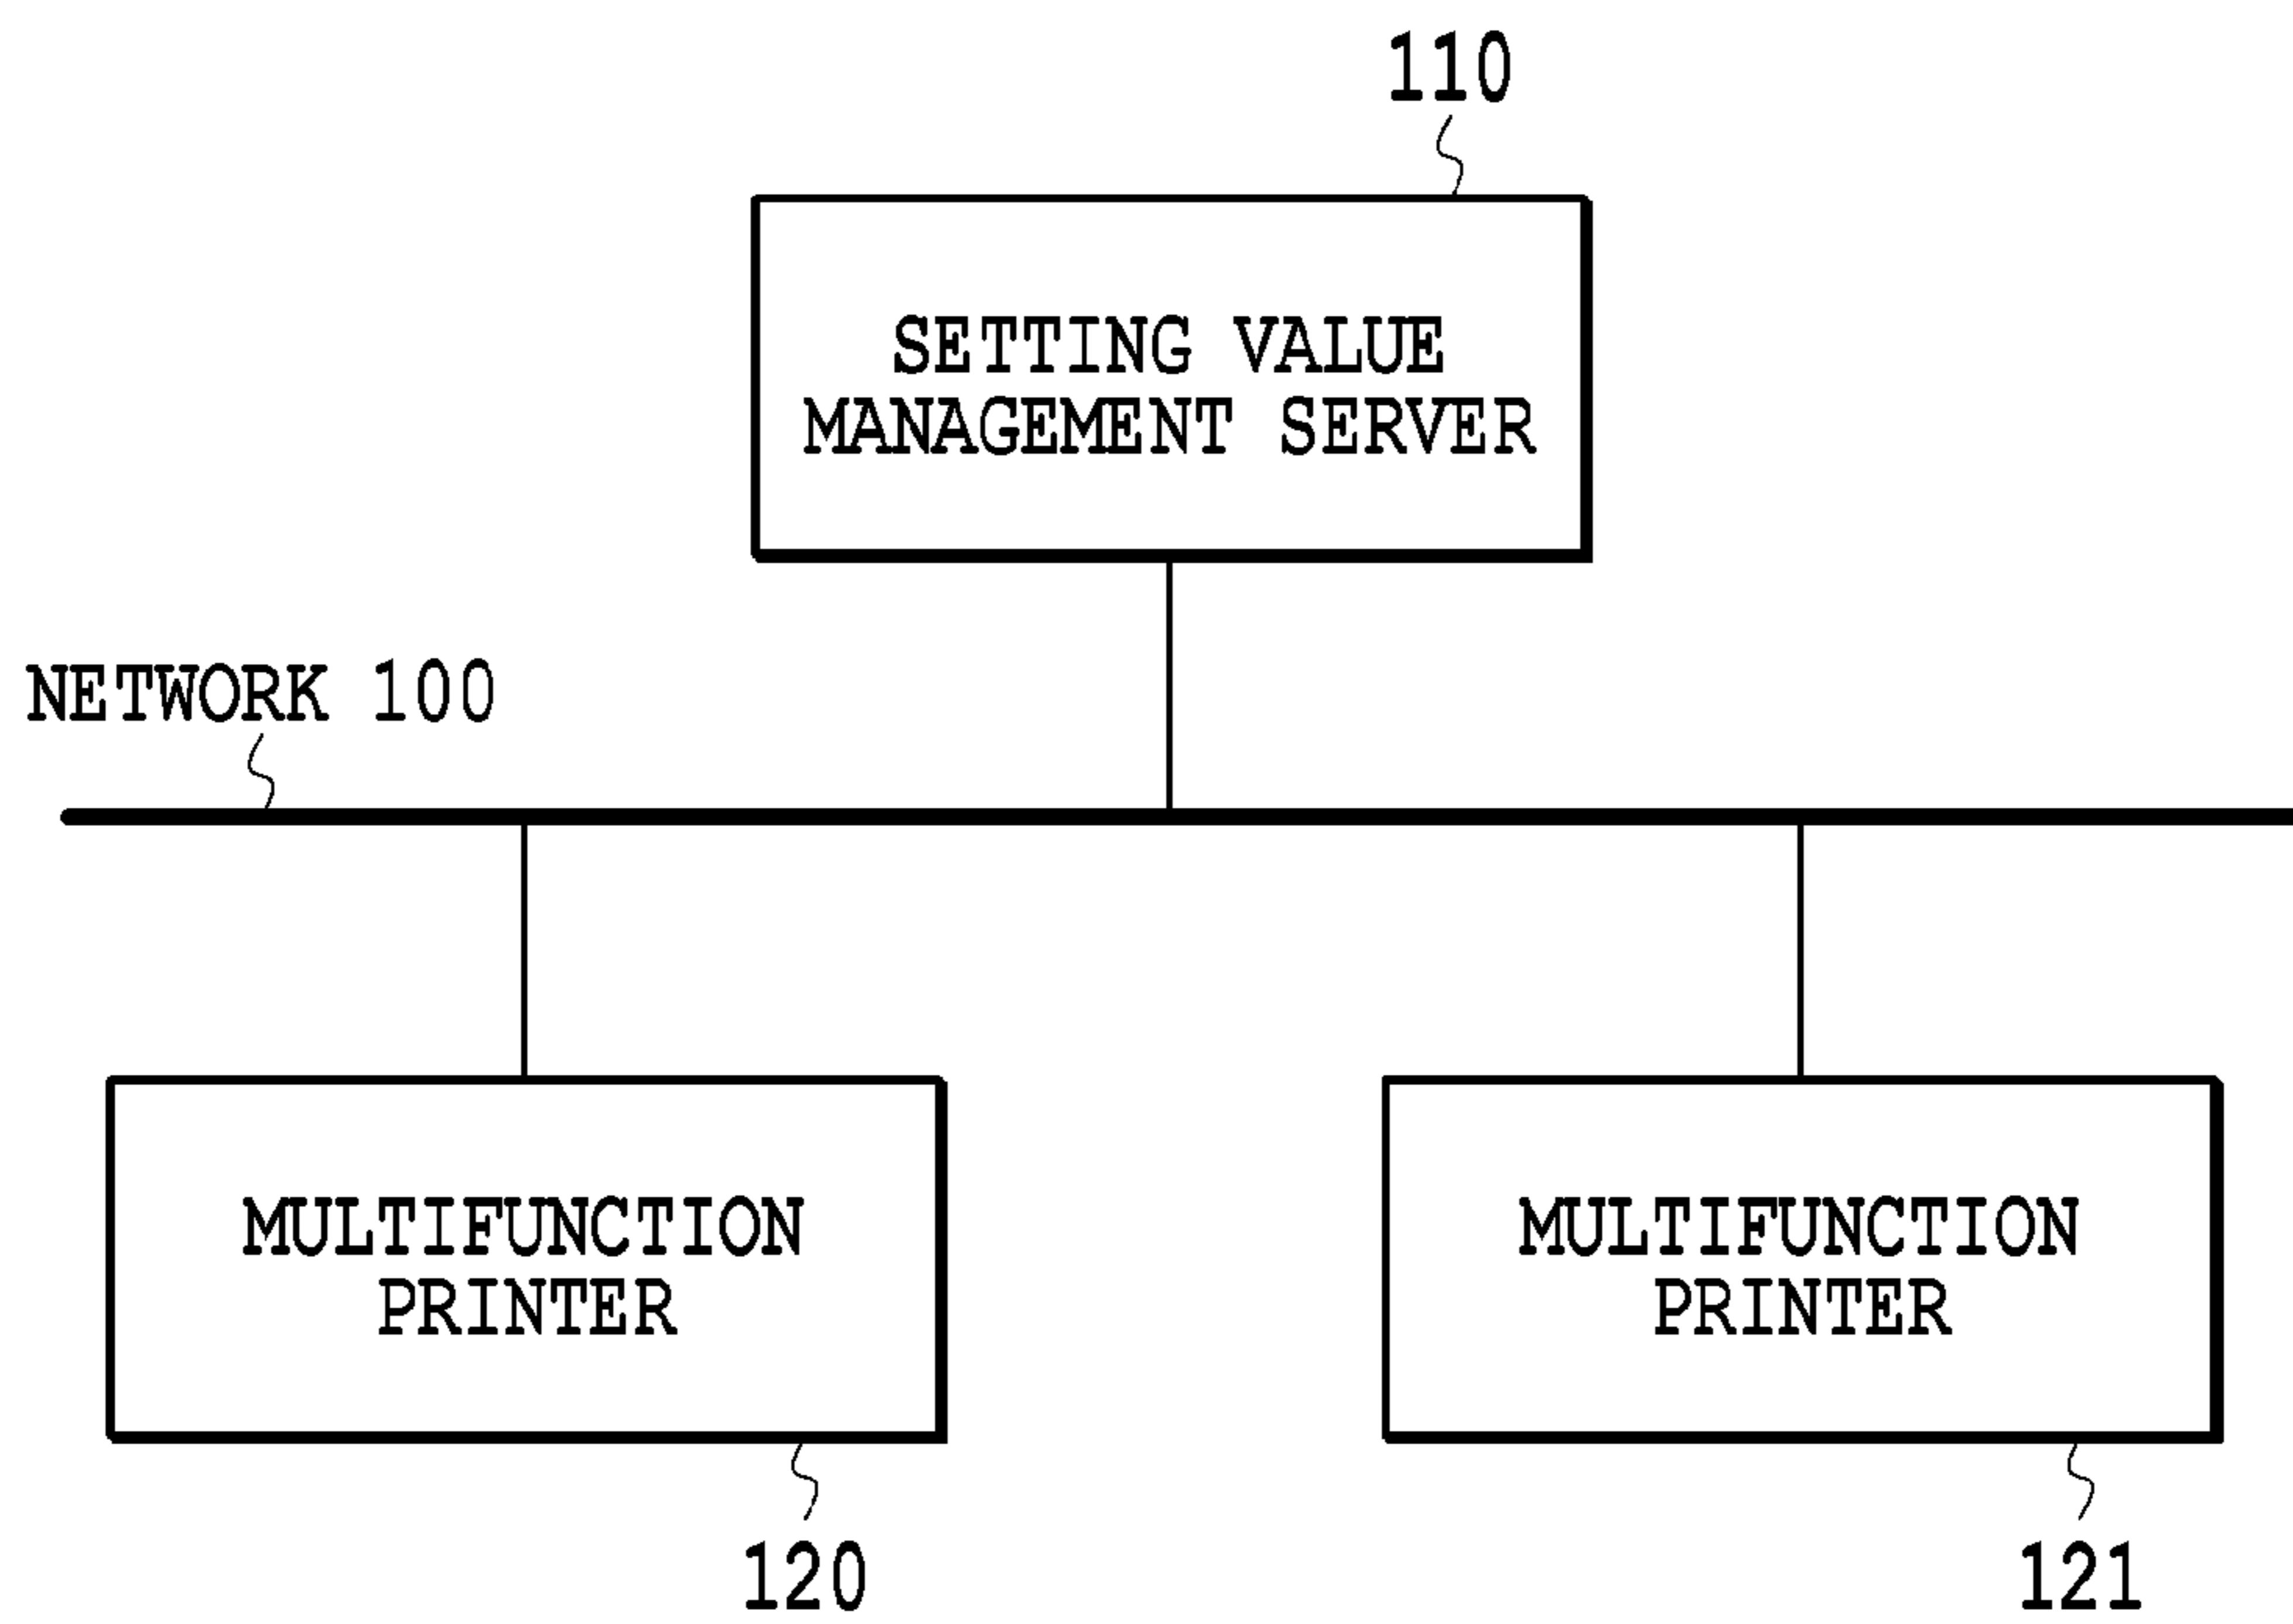 110
SETTING VALUE
MANAGEMENT SERVER
NETWORK 100
MULTIFUNCTION
PRINTER
MULTIFUNCTION
PRINTER
120
121